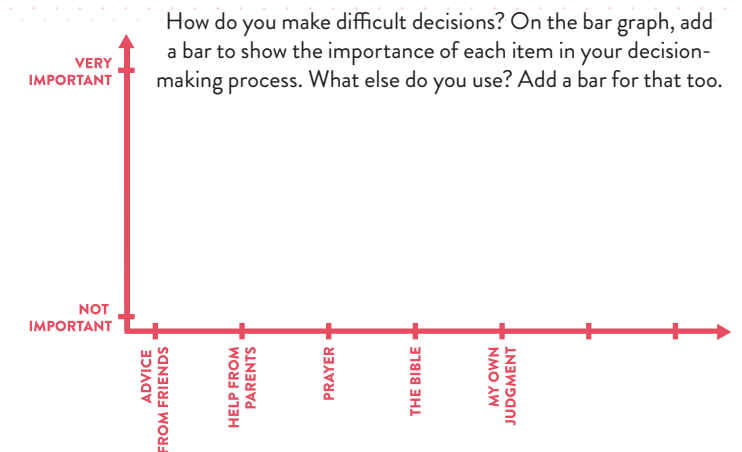 How do you make difficult decisions? On the bar graph, add
a bar to show the importance of each item in your decision-
making process. What else do you use? Add a bar for that too.
VERY
IMPORTANT
NOT
IMPORTANT
ADVICE
FROM FRIENDS
HELP FROM
PARENTS
PRAYER
THE BIBLE
MY OWN
JUDGMENT